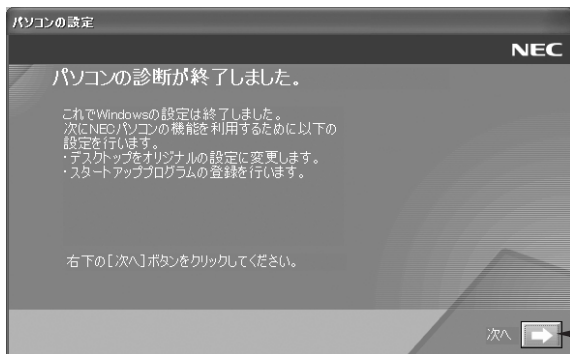 パソコンの設定
NEC
パソコンの診断が終了しました。
これでWindowsの設定は終了しました。
次にNECパソコンの機能を利用するために以下の
設定を行います。
・デスクトップをオリジナルの設定に変更します。
・スタートアッププログラムの登録を行います。
右下の[次へ]ボタンをクリックしてください。
次へ